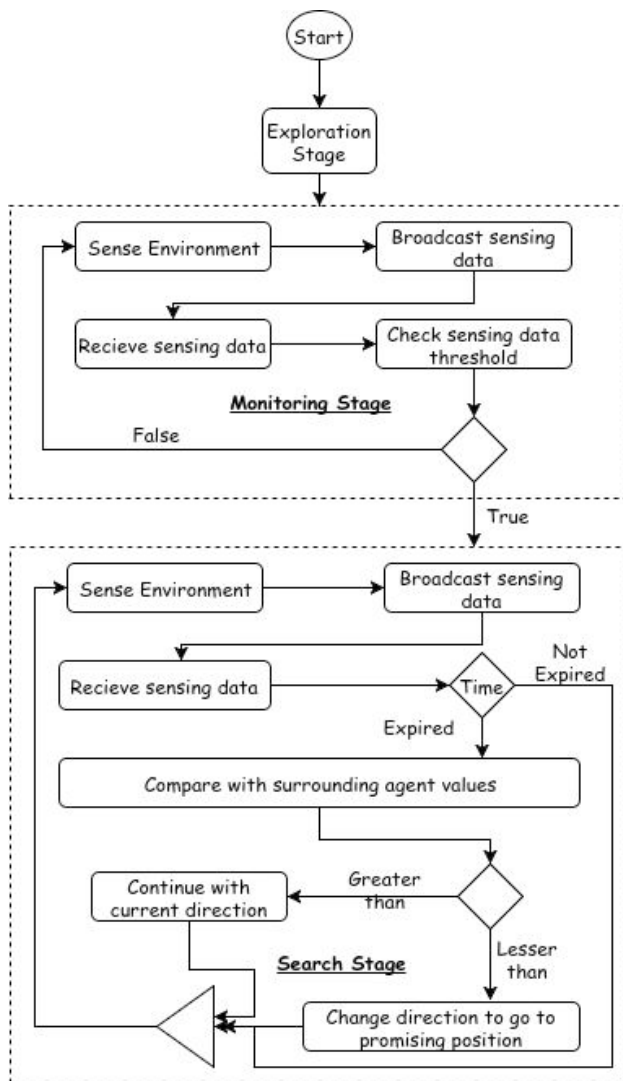 Start
Exploration
Stage
Sense Environment
Broadcast sensing
data
Recieve sensing data
Check sensing data
threshold
Monitoring Stage
False
True
Sense Environment
Broadcast sensing
data
Recieve sensing data
Time
Not
Expired
Expired
Compare with surrounding agent values
Continue with
current direction
Greater
than
Lesser
than
Search Stage
Change direction to go to
promising position